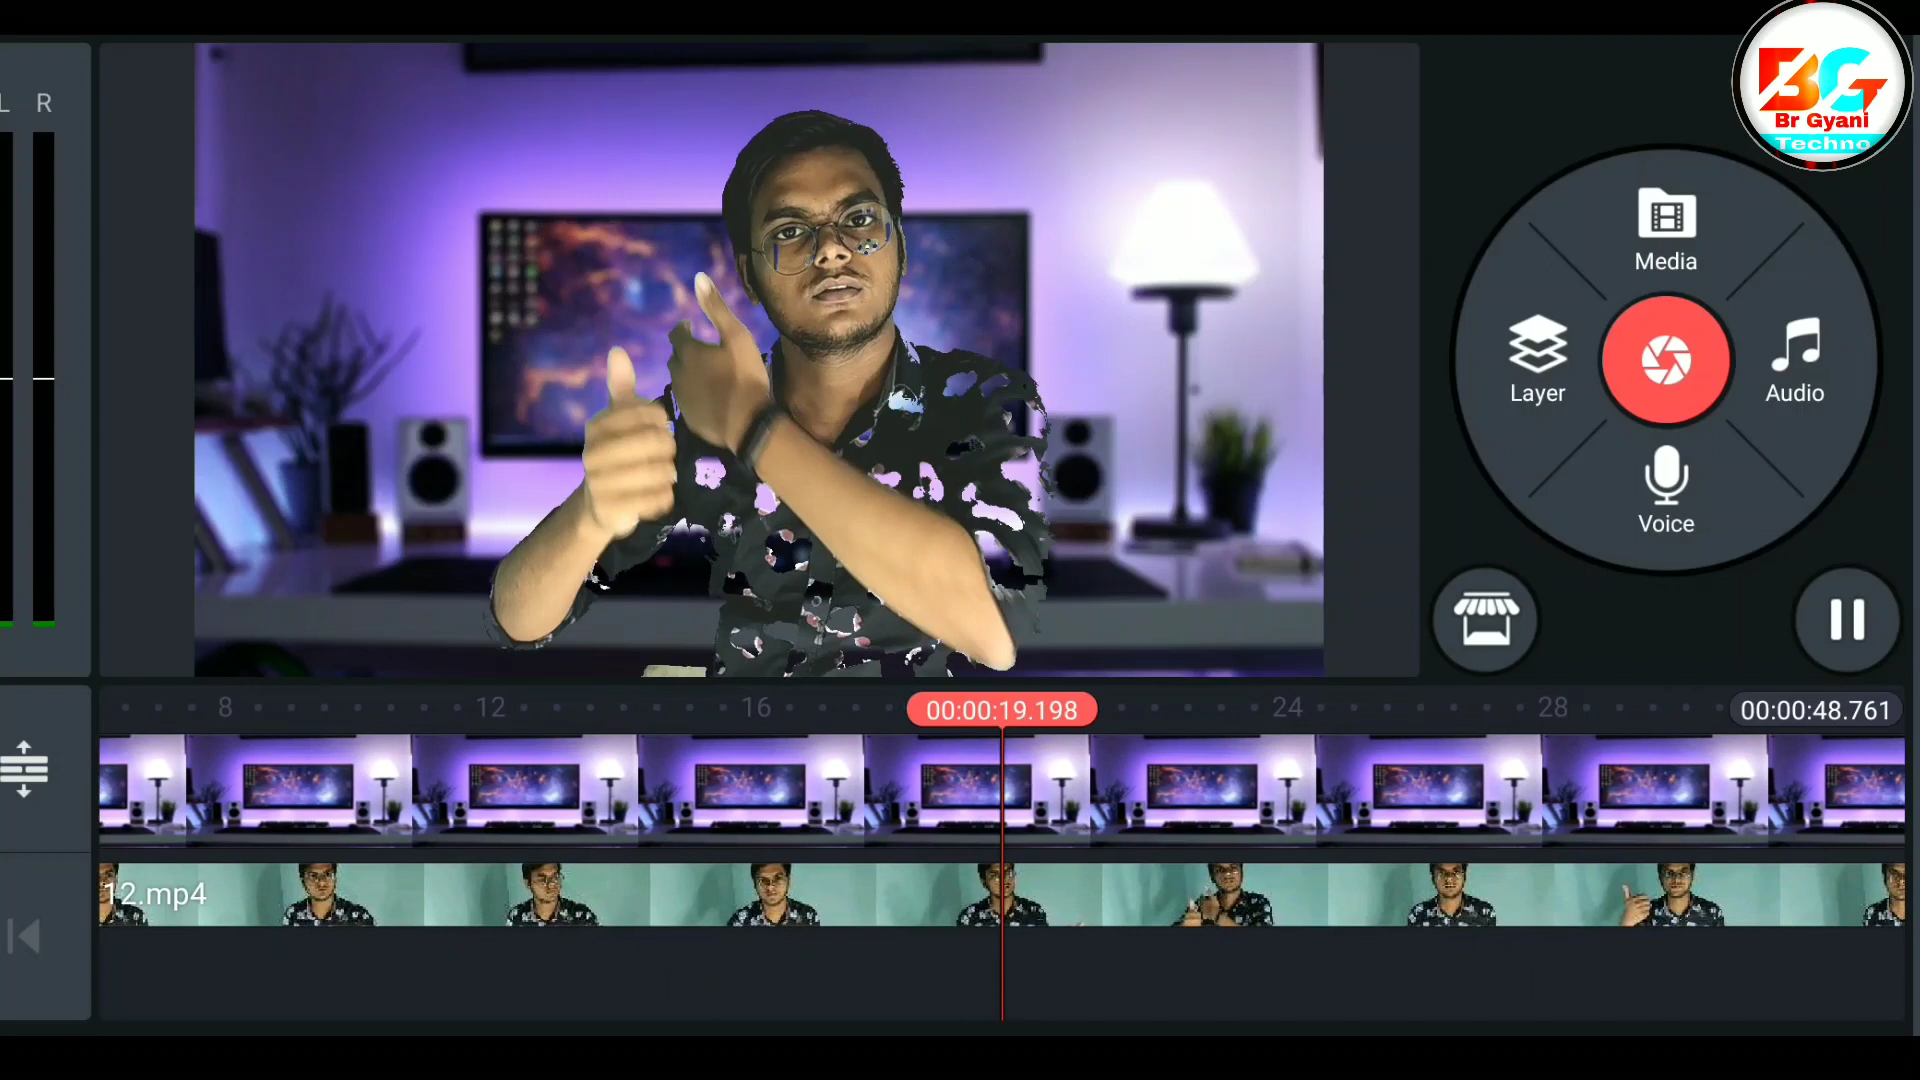 L R
BG
Br Gyani
Techno
Media
Layer
Audio
Voice
8 12 16 00:00:19.198 24 28 00:00:48.761
12.mp4